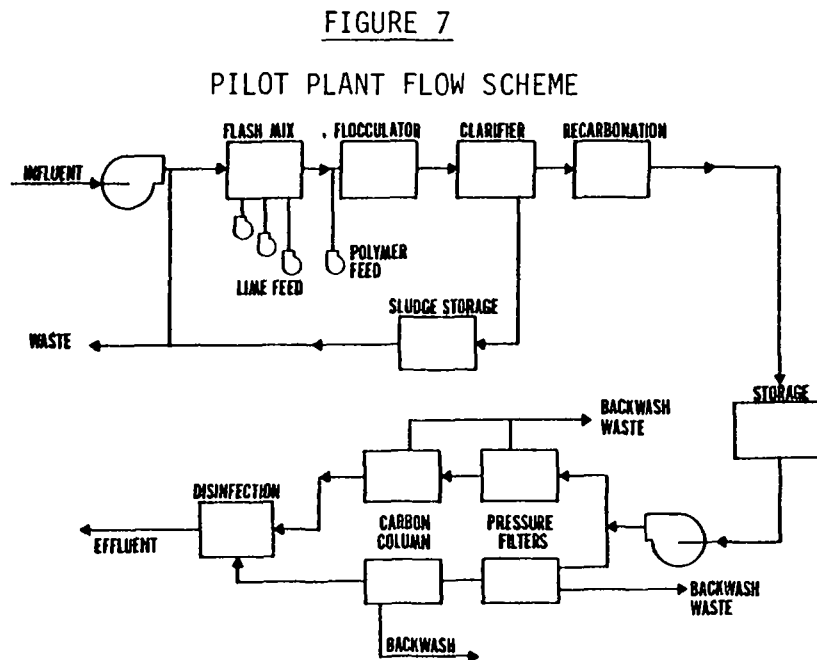 FIGURE 7
PILOT PLANT FLOW SCHEME
FLASH MIX
. FLOCCULATOR
CLARIFIER
RECARBONATION
INFLUENT
LIME FEED
POLYMER
FEED
SLUDGE STORAGE
WASTE
STORAGE
BACKWASH
WASTE
DISINFECTION
CARBON
COLUMN
PRESSURE
FILTERS
EFFLUENT
BACKWASH
WASTE
BACKWASH